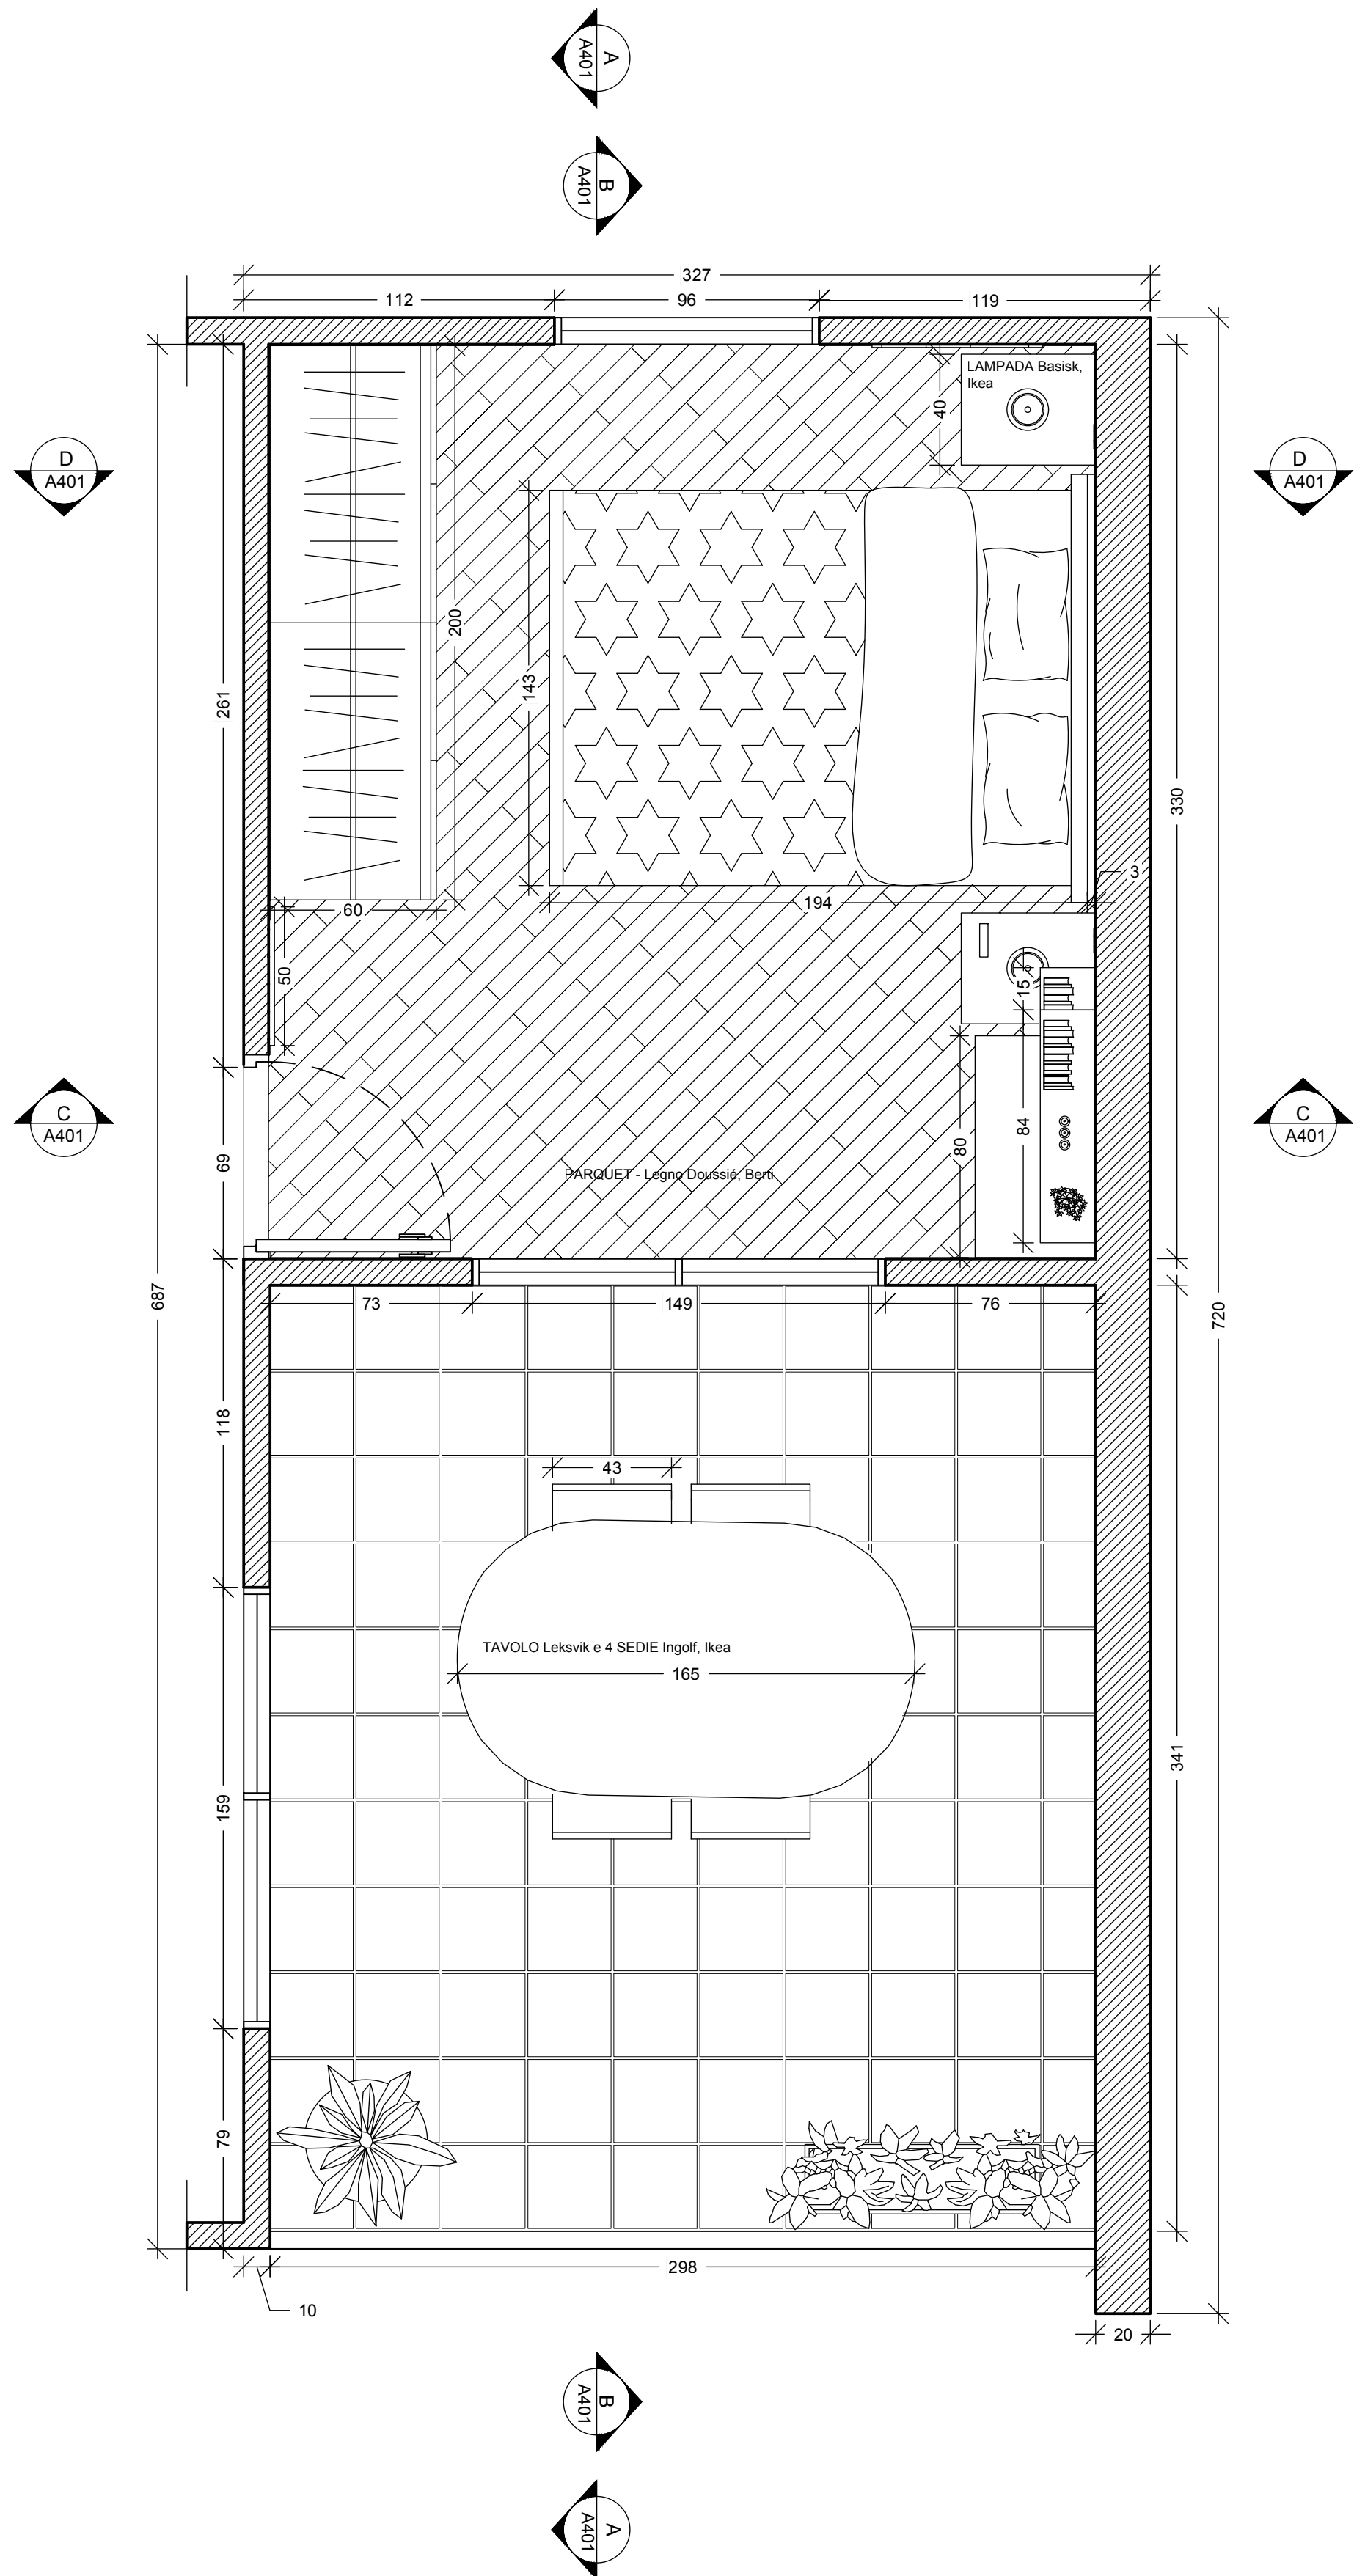 A
A401
B
A401
327
112
96
119
LAMPADA Basisk,
Ikea
40
D
A401
D
A401
200
143
261
330
3
194
60
50
15
C
A401
C
A401
84
80
69
PARQUET - Legno Doussié, Berti
687
720
73
149
76
118
43
TAVOLO Leksvik e 4 SEDIE Ingolf, Ikea
165
341
159
79
298
10
20
B
A401
A
A401